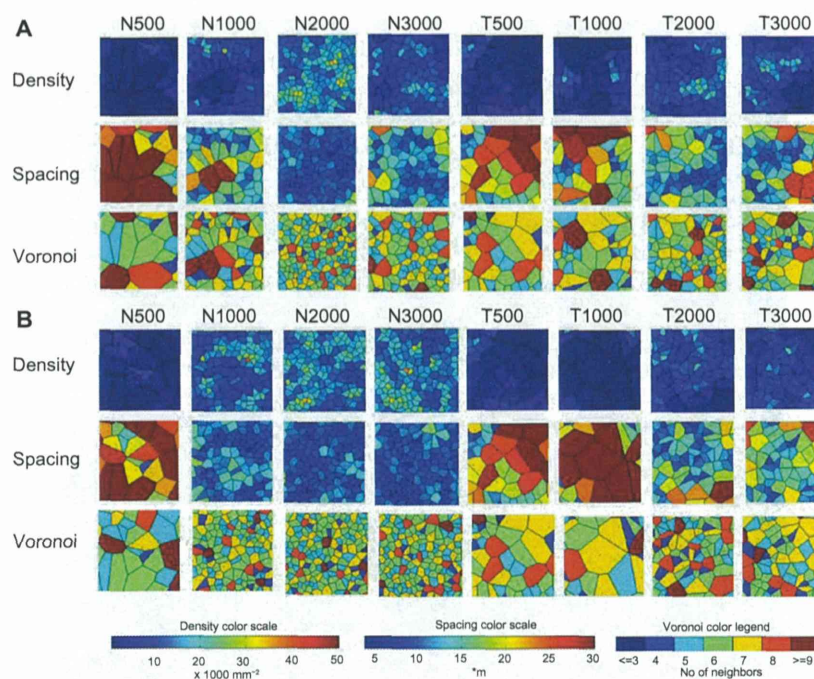 A
N500 N1000 N2000 N3000 T500 T1000 T2000 T3000
Density
Spacing
Voronoi
B
N500 N1000 N2000 N3000 T500 T1000 T2000 T3000
Density
Spacing
Voronoi
Density color scale
10 20 30 40 50
x 1000 mm⁻²
Spacing color scale
5 10 15 20 25 30
*m
Voronoi color legend
<=3 4 5 6 7 8 >=9
No of neighbors